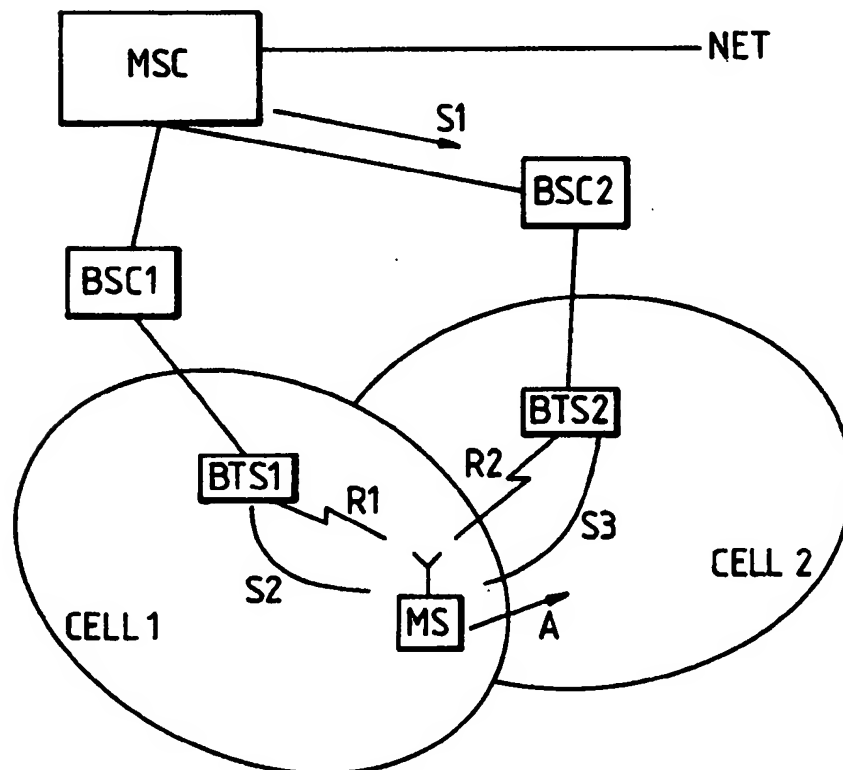 MSC
NET
S1
BSC2
BSC1
BTS2
BTS1
R2
R1
S3
S2
CELL 2
MS
A
CELL 1